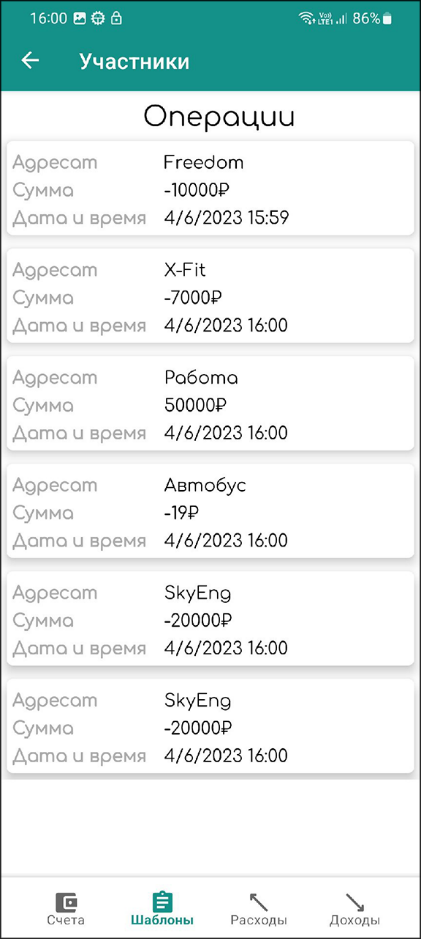 16:00 Vo) LTE1 86%
Участники
Операции
Адресат Freedom
Сумма -10000₽
Дата и время 4/6/2023 15:59
Адресат X-Fit
Сумма -7000₽
Дата и время 4/6/2023 16:00
Адресат Работа
Сумма 50000₽
Дата и время 4/6/2023 16:00
Адресат Автобус
Сумма -19₽
Дата и время 4/6/2023 16:00
Адресат SkyEng
Сумма -20000₽
Дата и время 4/6/2023 16:00
Адресат SkyEng
Сумма -20000₽
Дата и время 4/6/2023 16:00
Счета Шаблоны Расходы Доходы